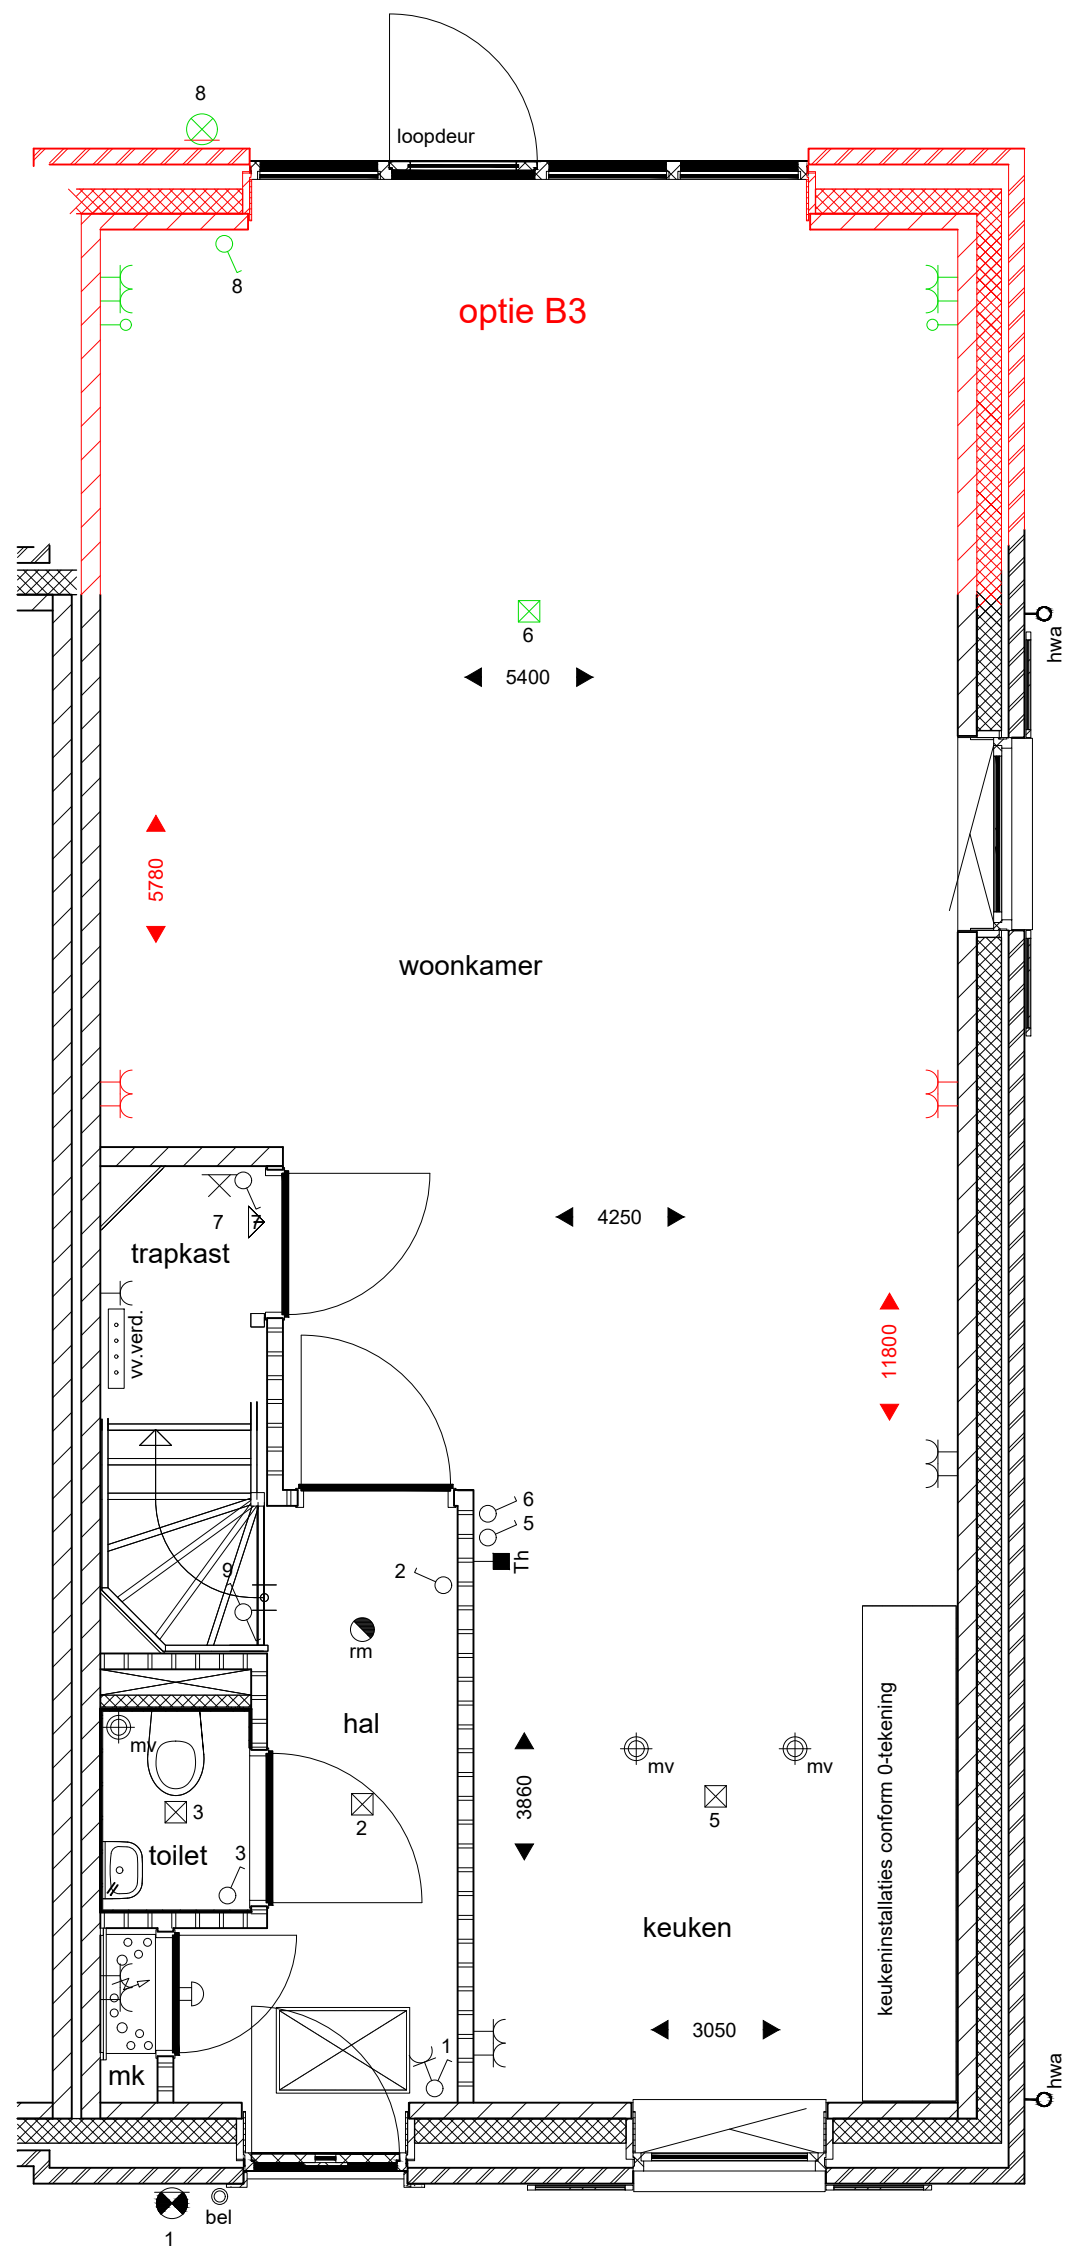 8
loopdeur
8
optie B3
6
5400
hwa
5780
woonkamer
7
7
4250
trapkast
vv.verd.
11800
6
5
Th
9
2
rm
hal
mv
keukeninstallaties conform 0-tekening
mv
mv
3860
3
2
5
toilet
3
keuken
3050
1
mk
hwa
bel
1